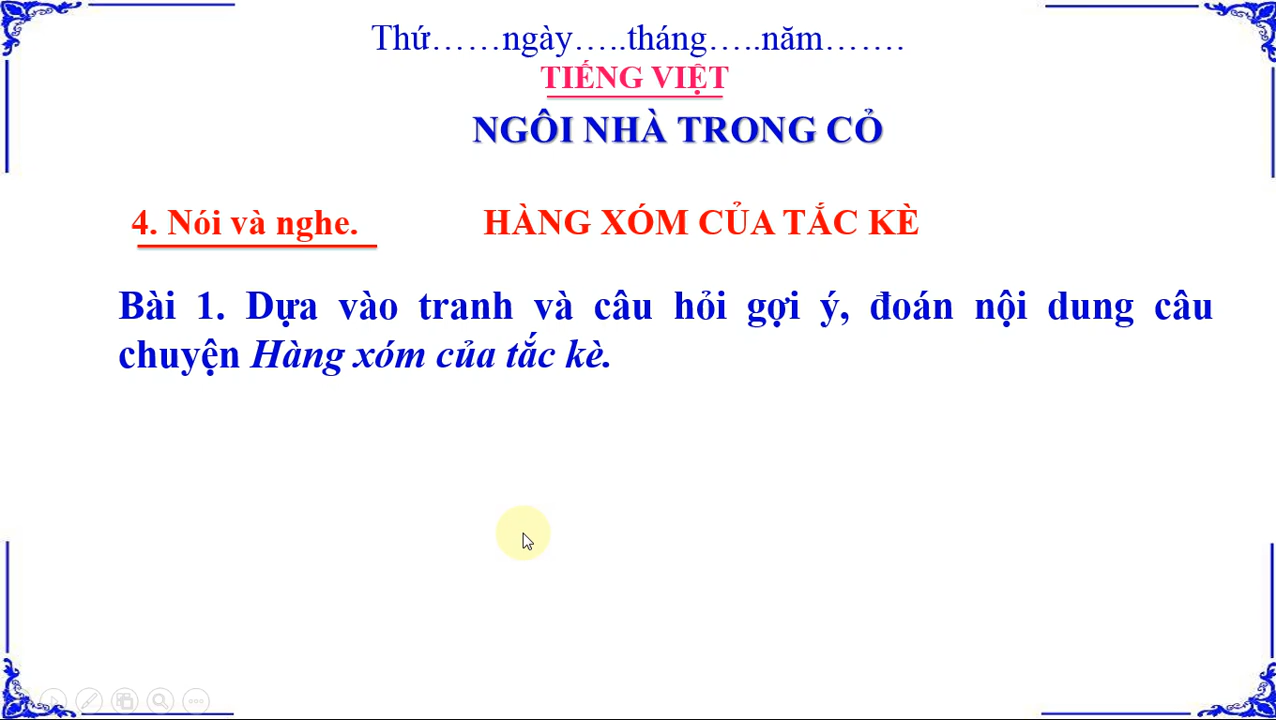 Thứ……ngày…..tháng…..năm…….
TIẾNG VIỆT
NGÔI NHÀ TRONG CỎ
4. Nói và nghe. HÀNG XÓM CỦA TẮC KÈ
Bài 1. Dựa vào tranh và câu hỏi gợi ý, đoán nội dung câu
chuyện Hàng xóm của tắc kè.